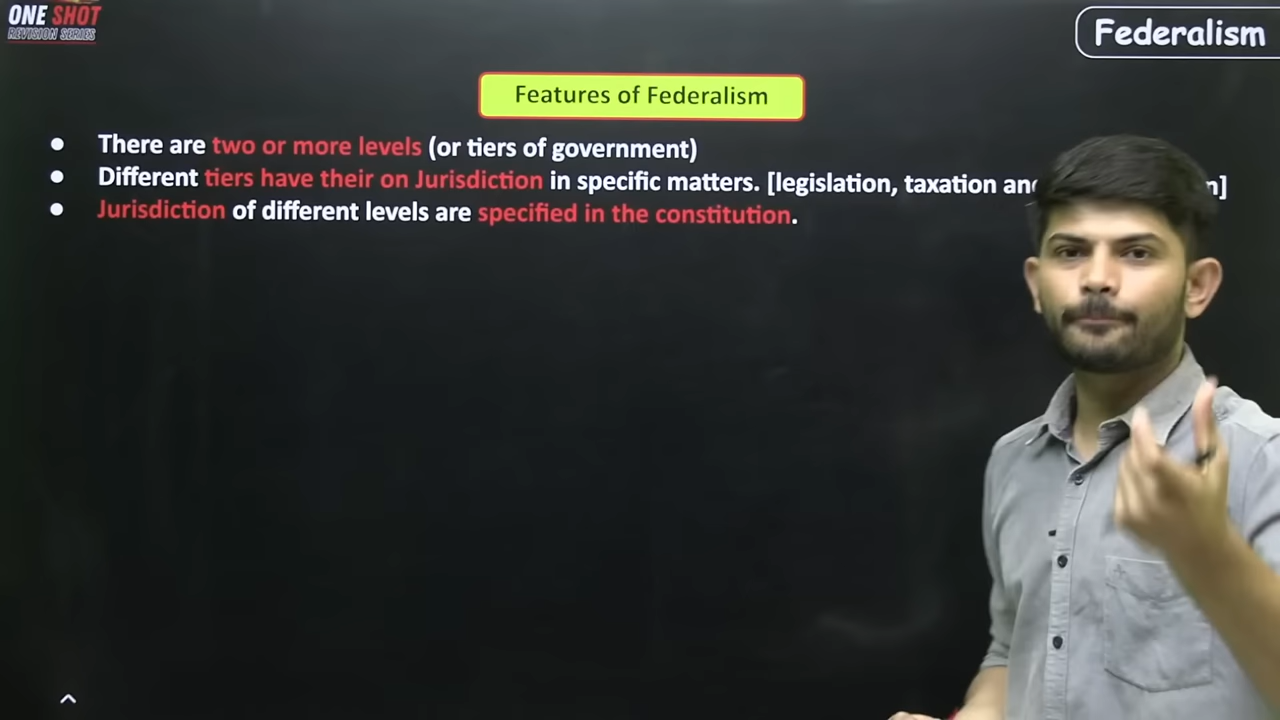 ONE SHOT
REVISION SERIES
Federalism
Features of Federalism
● There are two or more levels (or tiers of government)
● Different tiers have their on Jurisdiction in specific matters. [legislation, taxation
● Jurisdiction of different levels are specified in the constitution.